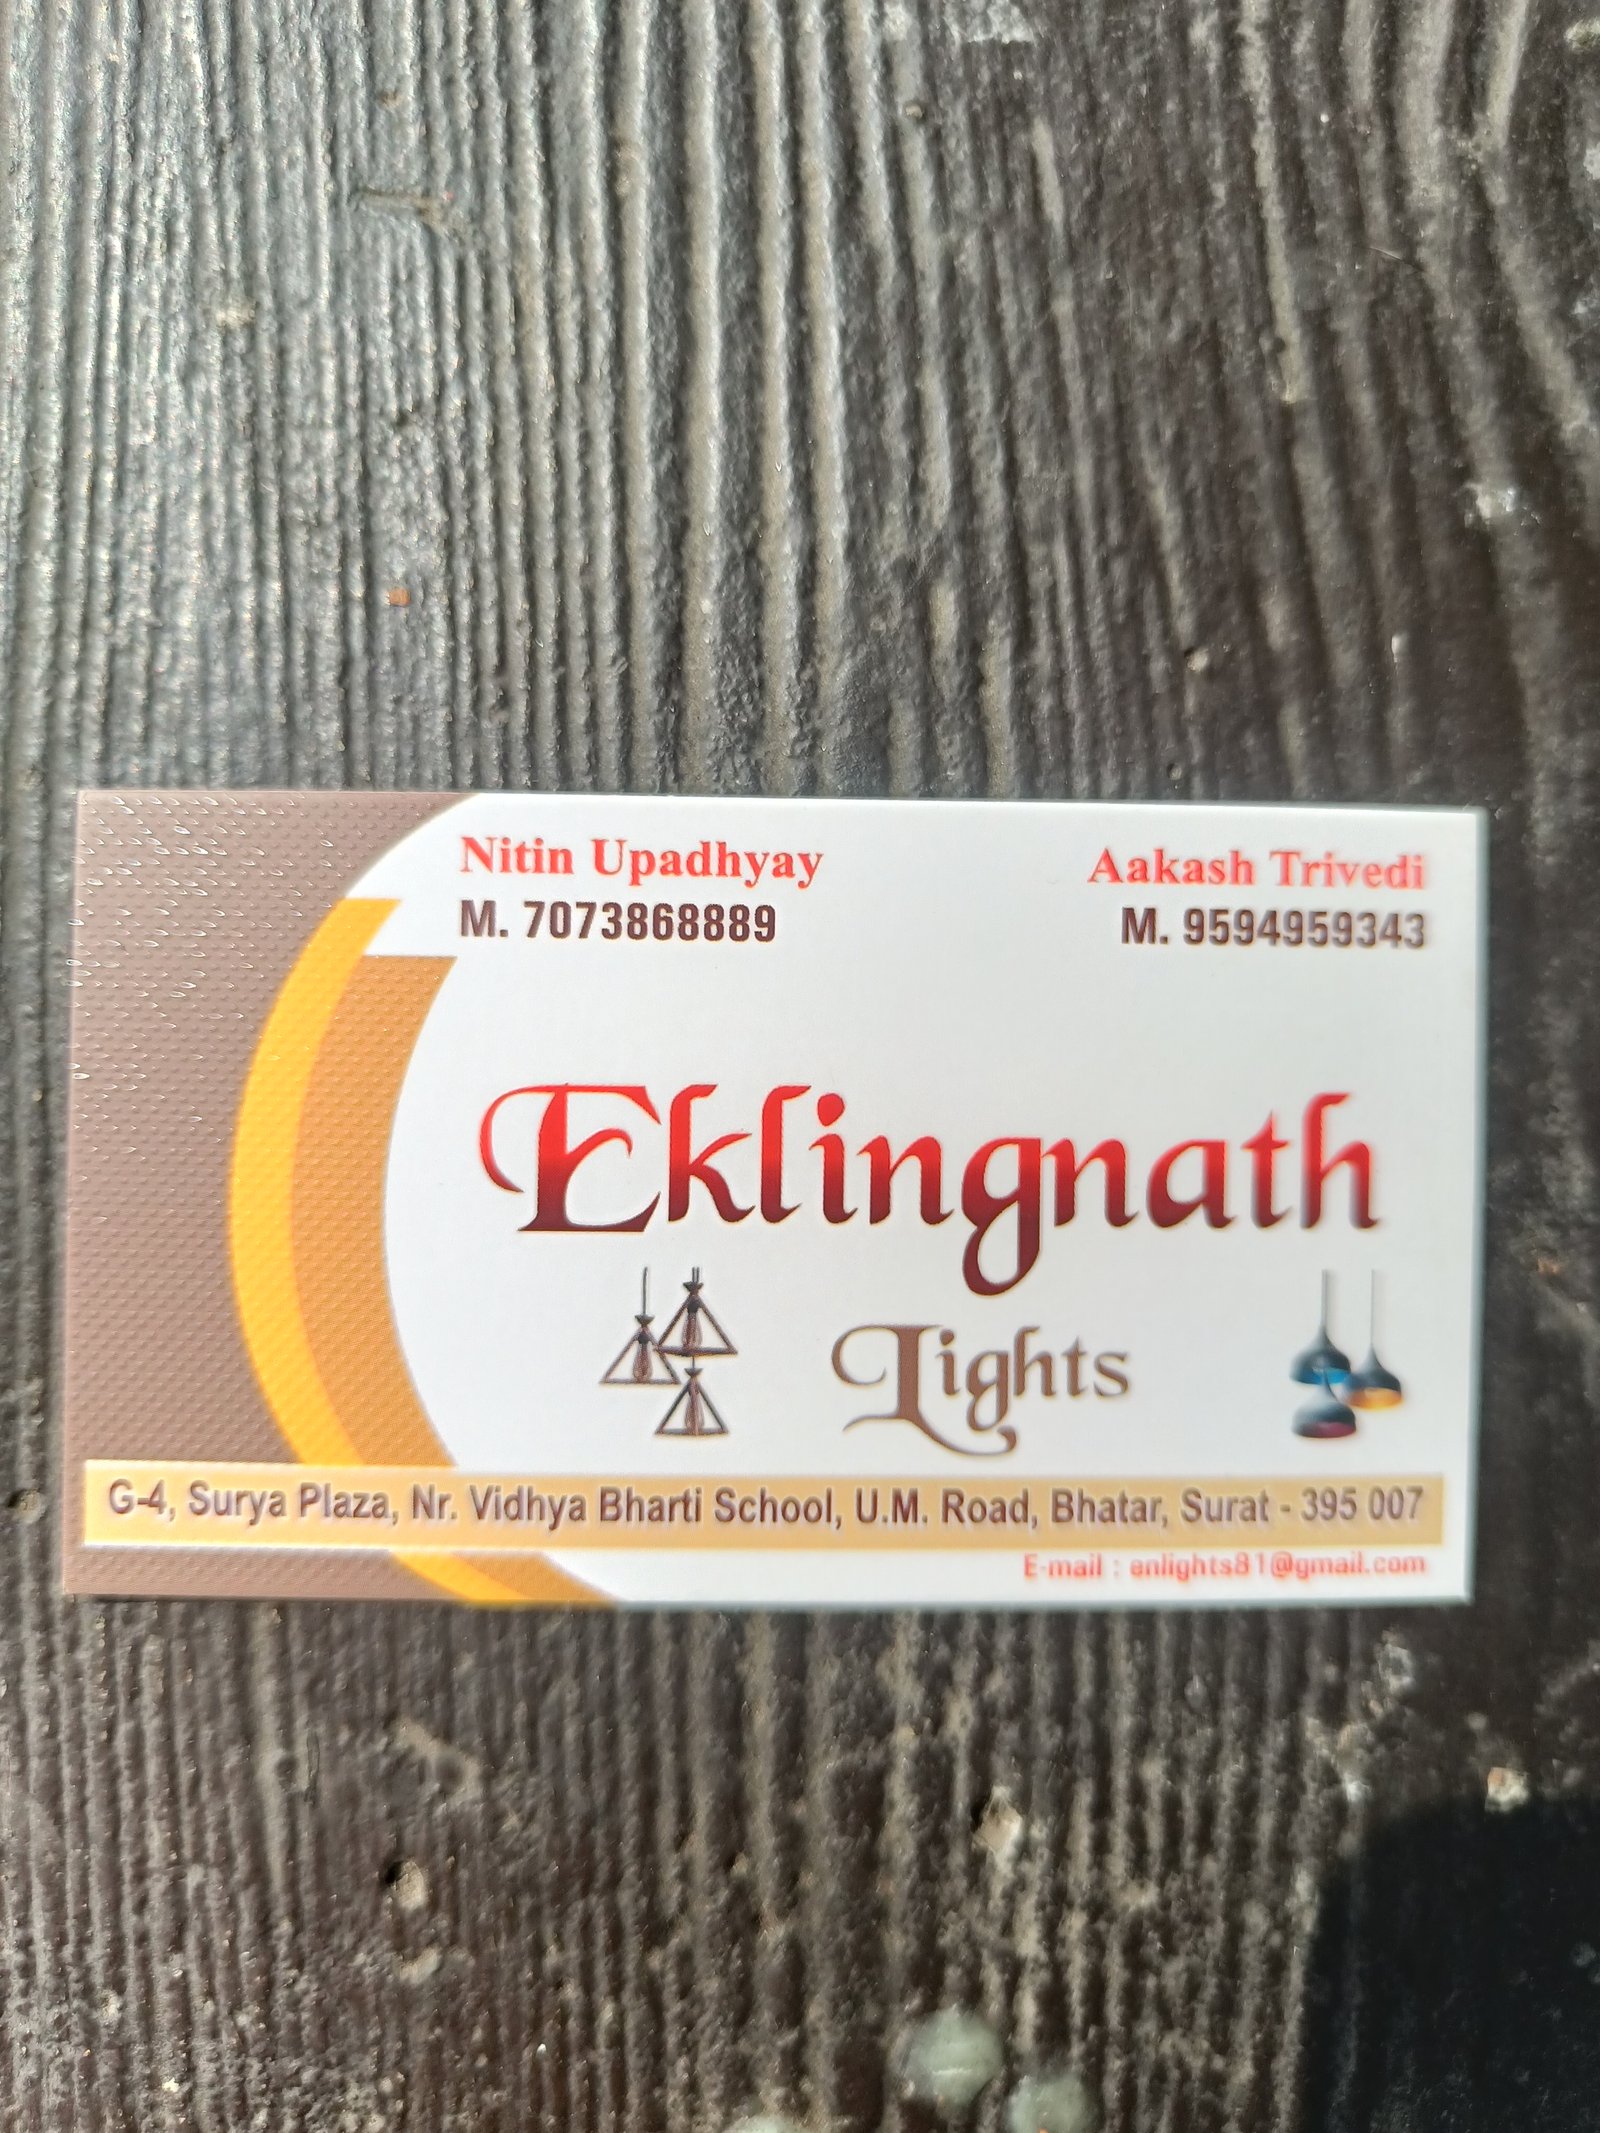 Nitin Upadhyay
M. 7073868889
Aakash Trivedi
M. 9594959343
Eklingnath
Lights
G-4, Surya Plaza, Nr. Vidhya Bharti School, U.M. Road, Bhatar, Surat - 395 007
E-mail : enlights81@gmail.com